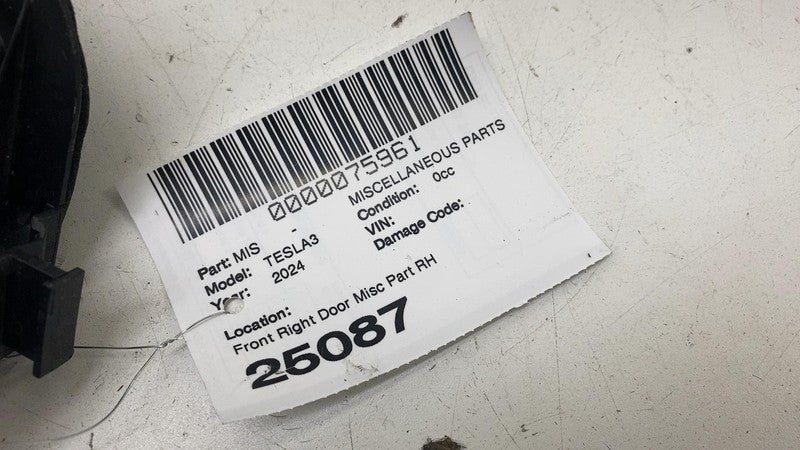 0000075961
Part: MIS - MISCELLANEOUS PARTS
Model: TESLA3 Condition: 0cc
Year: 2024 VIN:
Damage Code:
Location:
Front Right Door Misc Part RH
25087